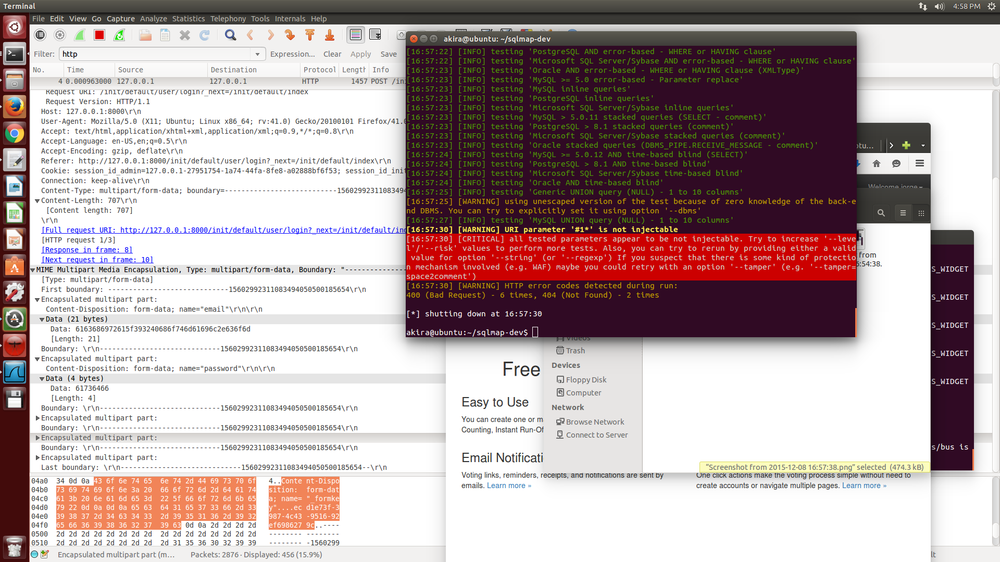 Terminal
4:58 PM
File Edit View Go Capture Analyze Statistics Telephony Tools Internals Help
Filter: http Expression... Clear Apply Save
No. Time Source Destination Protocol Length Info
4 0.000963000 127.0.0.1 127.0.0.1 HTTP 1457 POST /ini
Request URI: /init/default/user/login?_next=/init/default/index
Request Version: HTTP/1.1
Host: 127.0.0.1:8000\r\n
User-Agent: Mozilla/5.0 (X11; Ubuntu; Linux x86_64; rv:41.0) Gecko/20100101 Firefox/41.0
Accept: text/html,application/xhtml+xml,application/xml;q=0.9,*/*;q=0.8\r\n
Accept-Language: en-US,en;q=0.5\r\n
Accept-Encoding: gzip, deflate\r\n
Referer: http://127.0.0.1:8000/init/default/user/login?_next=/init/default/index\r\n
Cookie: session_id_admin=127.0.0.1-27951754-1a74-44fa-8fe8-a02888bf6f53; session_id_init
Connection: keep-alive\r\n
Content-Type: multipart/form-data; boundary=---------------------------15602992311083494
Content-Length: 707\r\n
[Content length: 707]
\r\n
[Full request URI: http://127.0.0.1:8000/init/default/user/login?_next=/init/default/ind
[HTTP request 1/3]
[Response in frame: 8]
[Next request in frame: 10]
MIME Multipart Media Encapsulation, Type: multipart/form-data, Boundary: "--------------
[Type: multipart/form-data]
First boundary: -----------------------------15602992311083494050500185654\r\n
Encapsulated multipart part:
Content-Disposition: form-data; name="email"\r\n\r\n
Data (21 bytes)
Data: 6163686972615f393240686f746d61696c2e636f6d
[Length: 21]
Boundary: \r\n-----------------------------15602992311083494050500185654\r\n
Encapsulated multipart part:
Content-Disposition: form-data; name="password"\r\n\r\n
Data (4 bytes)
Data: 61736466
[Length: 4]
Boundary: \r\n-----------------------------15602992311083494050500185654\r\n
Encapsulated multipart part:
Boundary: \r\n-----------------------------15602992311083494050500185654\r\n
Encapsulated multipart part:
Boundary: \r\n-----------------------------15602992311083494050500185654\r\n
Encapsulated multipart part:
Last boundary: \r\n-----------------------------15602992311083494050500185654--\r\n
04a0 34 0d 0a 43 6f 6e 74 65 6e 74 2d 44 69 73 70 6f 4..Conte nt-Dispo
04b0 73 69 74 69 6f 6e 3a 20 66 6f 72 6d 2d 64 61 74 sition: form-dat
04c0 61 3b 20 6e 61 6d 65 3d 22 5f 66 6f 72 6d 6b 65 a; name= "_formke
04d0 79 22 0d 0a 0d 0a 65 63 64 31 65 37 33 66 2d 33 y"....ec d1e73f-3
04e0 39 38 37 2d 34 63 34 33 2d 39 35 31 36 2d 39 32 987-4c43 -9516-92
04f0 65 66 36 39 38 36 32 37 39 63 0d 0a 2d 2d 2d 2d ef698627 9c..----
0500 2d 2d 2d 2d 2d 2d 2d 2d 2d 2d 2d 2d 2d 2d 2d 2d -------- --------
0510 2d 2d 2d 2d 2d 2d 2d 2d 2d 31 35 36 30 32 39 39 -------- -1560299
Encapsulated multipart part (m... Packets: 2876 · Displayed: 456 (15.9%)
akira@ubuntu: ~/sqlmap-dev
[16:57:22] [INFO] testing 'PostgreSQL AND error-based - WHERE or HAVING clause'
[16:57:22] [INFO] testing 'Microsoft SQL Server/Sybase AND error-based - WHERE or HAVING clause'
[16:57:23] [INFO] testing 'Oracle AND error-based - WHERE or HAVING clause (XMLType)'
[16:57:23] [INFO] testing 'MySQL >= 5.0 error-based - Parameter replace'
[16:57:23] [INFO] testing 'MySQL inline queries'
[16:57:23] [INFO] testing 'PostgreSQL inline queries'
[16:57:23] [INFO] testing 'Microsoft SQL Server/Sybase inline queries'
[16:57:23] [INFO] testing 'MySQL > 5.0.11 stacked queries (SELECT - comment)'
[16:57:23] [INFO] testing 'PostgreSQL > 8.1 stacked queries (comment)'
[16:57:23] [INFO] testing 'Microsoft SQL Server/Sybase stacked queries (comment)'
[16:57:23] [INFO] testing 'Oracle stacked queries (DBMS_PIPE.RECEIVE_MESSAGE - comment)'
[16:57:24] [INFO] testing 'MySQL >= 5.0.12 AND time-based blind (SELECT)'
[16:57:24] [INFO] testing 'PostgreSQL > 8.1 AND time-based blind'
[16:57:24] [INFO] testing 'Microsoft SQL Server/Sybase time-based blind'
[16:57:24] [INFO] testing 'Oracle AND time-based blind'
[16:57:25] [INFO] testing 'Generic UNION query (NULL) - 1 to 10 columns'
[16:57:25] [WARNING] using unescaped version of the test because of zero knowledge of the back-e
nd DBMS. You can try to explicitly set it using option '--dbms'
[16:57:27] [INFO] testing 'MySQL UNION query (NULL) - 1 to 10 columns'
[16:57:30] [WARNING] URI parameter '#1*' is not injectable
[16:57:30] [CRITICAL] all tested parameters appear to be not injectable. Try to increase '--leve
l'/'--risk' values to perform more tests. Also, you can try to rerun by providing either a valid
value for option '--string' (or '--regexp') If you suspect that there is some kind of protectio
n mechanism involved (e.g. WAF) maybe you could retry with an option '--tamper' (e.g. '--tamper=
space2comment')
[16:57:30] [WARNING] HTTP error codes detected during run:
400 (Bad Request) - 6 times, 404 (Not Found) - 2 times
[*] shutting down at 16:57:30
akira@ubuntu:~/sqlmap-dev$
otu...
Welcome jorge
from
6:54:38.
Videos
Trash
Devices
Floppy Disk
Computer
Network
Browse Network
Connect to Server
"Screenshot from 2015-12-08 16:57:38.png" selected (474.3 kB)
Free
Easy to Use
You can create one or m
Counting, Instant Run-Of
Email Notificati
Voting links, reminders, receipts, and notifications are sent by
emails. Learn more »
One click actions make the voting process simple without need to
create accounts or navigate multiple pages. Learn more »
S_WIDGET
S_WIDGET
S_WIDGET
S_WIDGET
S_WIDGET
s/bus is
lt